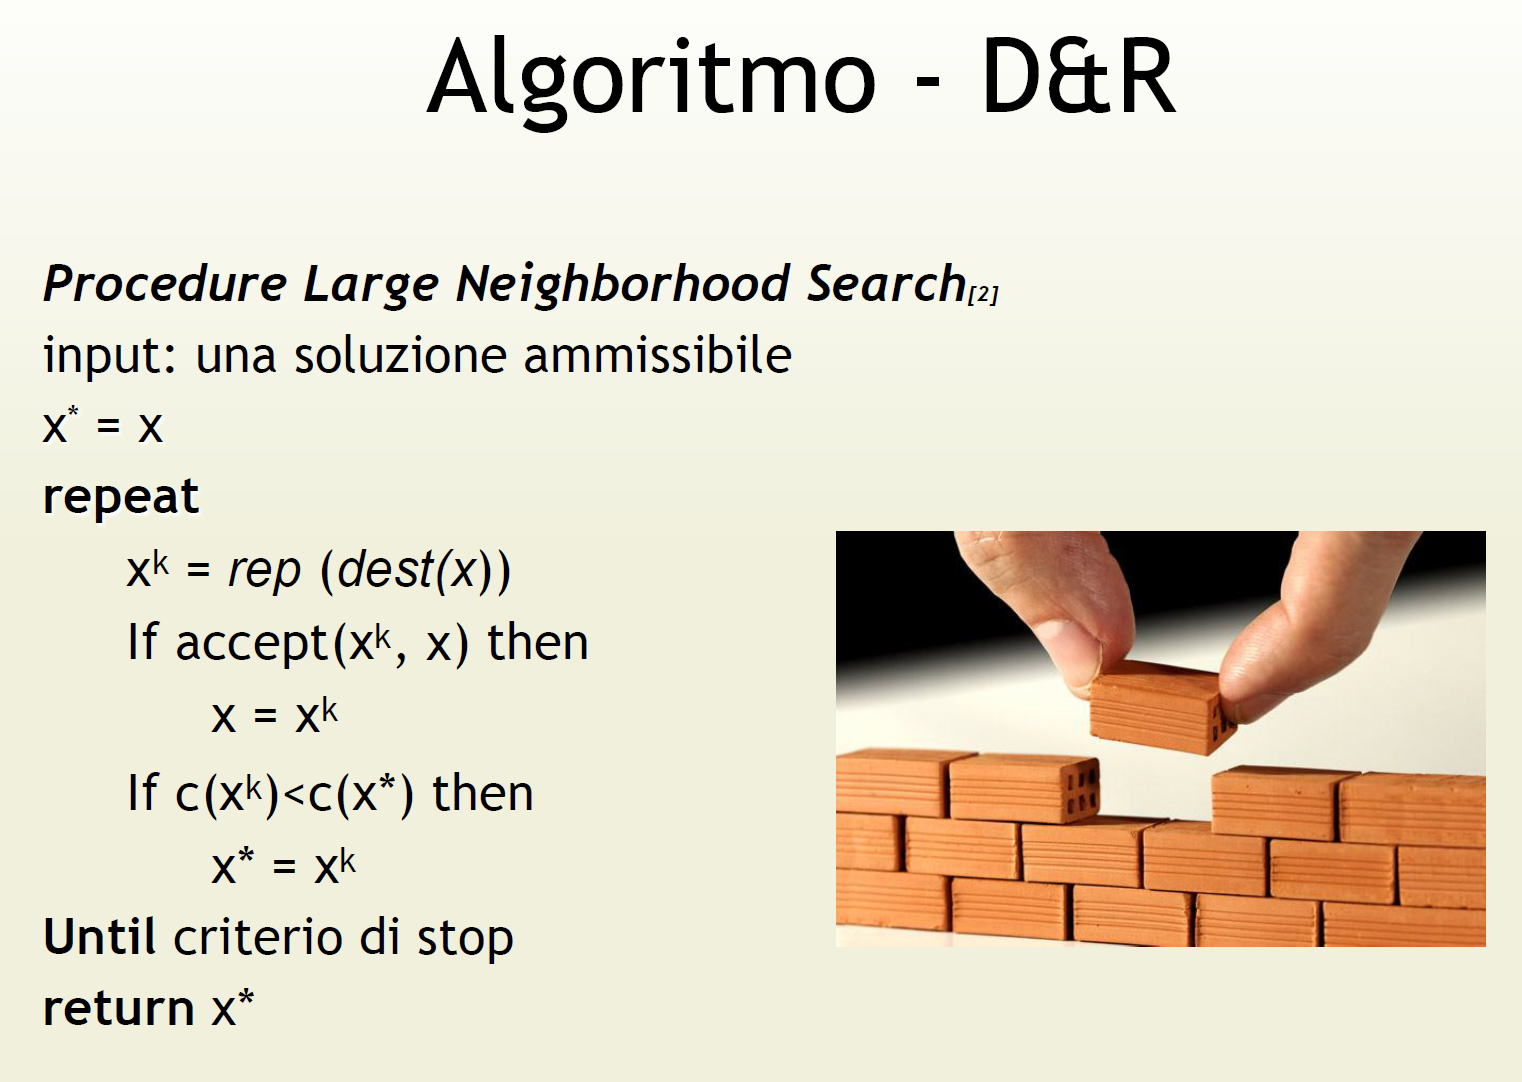 Algoritmo - D&R
Procedure Large Neighborhood Search[2]
input: una soluzione ammissibile
x* = x
repeat
xᵏ = rep (dest(x))
If accept(xᵏ, x) then
x = xᵏ
If c(xᵏ)<c(x*) then
x* = xᵏ
Until criterio di stop
return x*